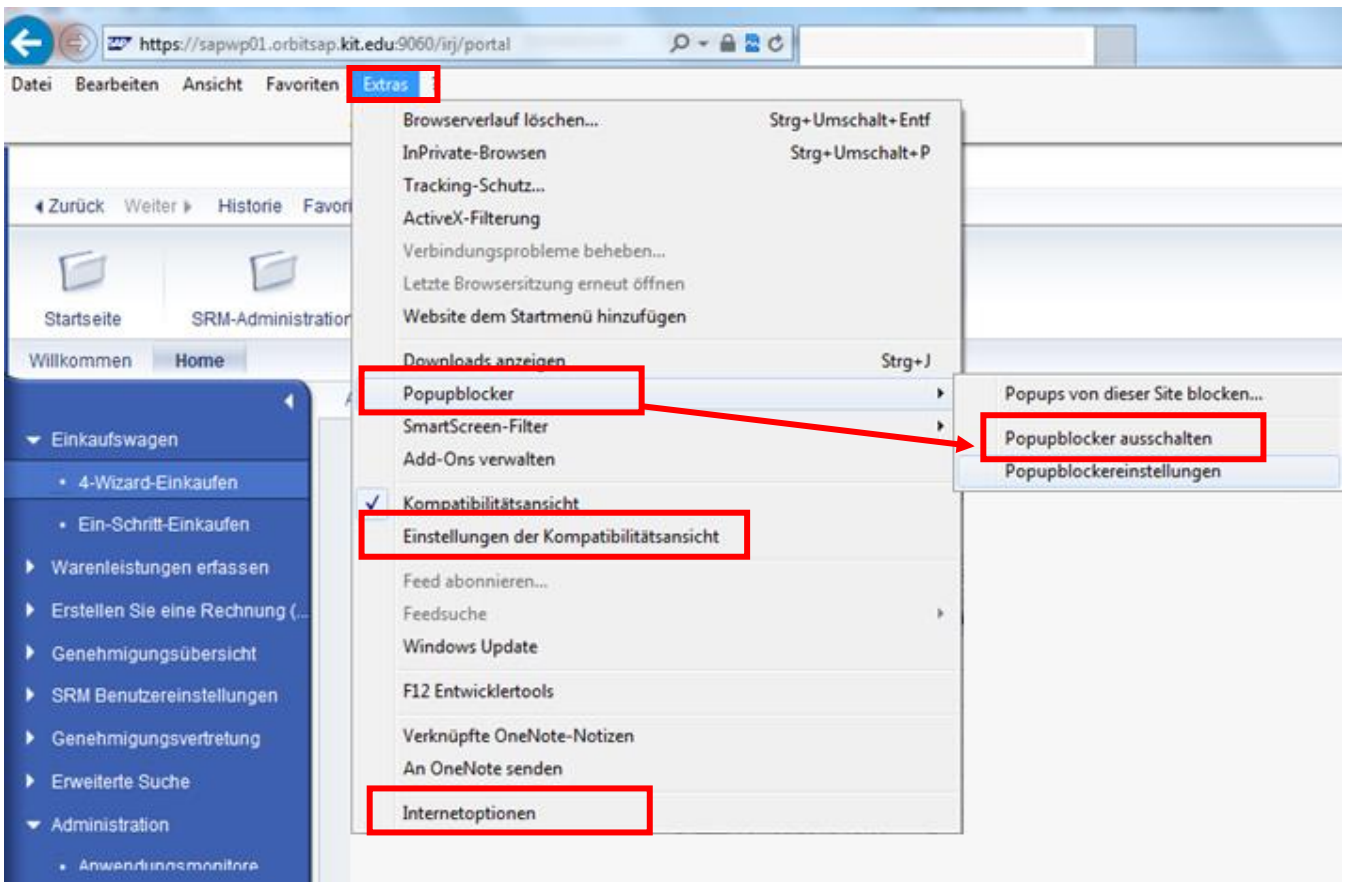 https://sapwp01.orbitsap.kit.edu:9060/irj/portal
Datei Bearbeiten Ansicht Favoriten Extras
Browserverlauf löschen... Strg+Umschalt+Entf
InPrivate-Browsen Strg+Umschalt+P
Tracking-Schutz...
ActiveX-Filterung
Verbindungsprobleme beheben...
Letzte Browsersitzung erneut öffnen
Website dem Startmenü hinzufügen
Downloads anzeigen Strg+J
Popupblocker
SmartScreen-Filter
Add-Ons verwalten
Kompatibilitätsansicht
Einstellungen der Kompatibilitätsansicht
Feed abonnieren...
Feedsuche
Windows Update
F12 Entwicklertools
Verknüpfte OneNote-Notizen
An OneNote senden
Internetoptionen
Popups von dieser Site blocken...
Popupblocker ausschalten
Popupblockereinstellungen
Zurück Weiter Historie Favori
Startseite SRM-Administration
Willkommen Home
Einkaufswagen
4-Wizard-Einkaufen
Ein-Schritt-Einkaufen
Warenleistungen erfassen
Erstellen Sie eine Rechnung (...
Genehmigungsübersicht
SRM Benutzereinstellungen
Genehmigungsvertretung
Erweiterte Suche
Administration
Anwendungsmonitore